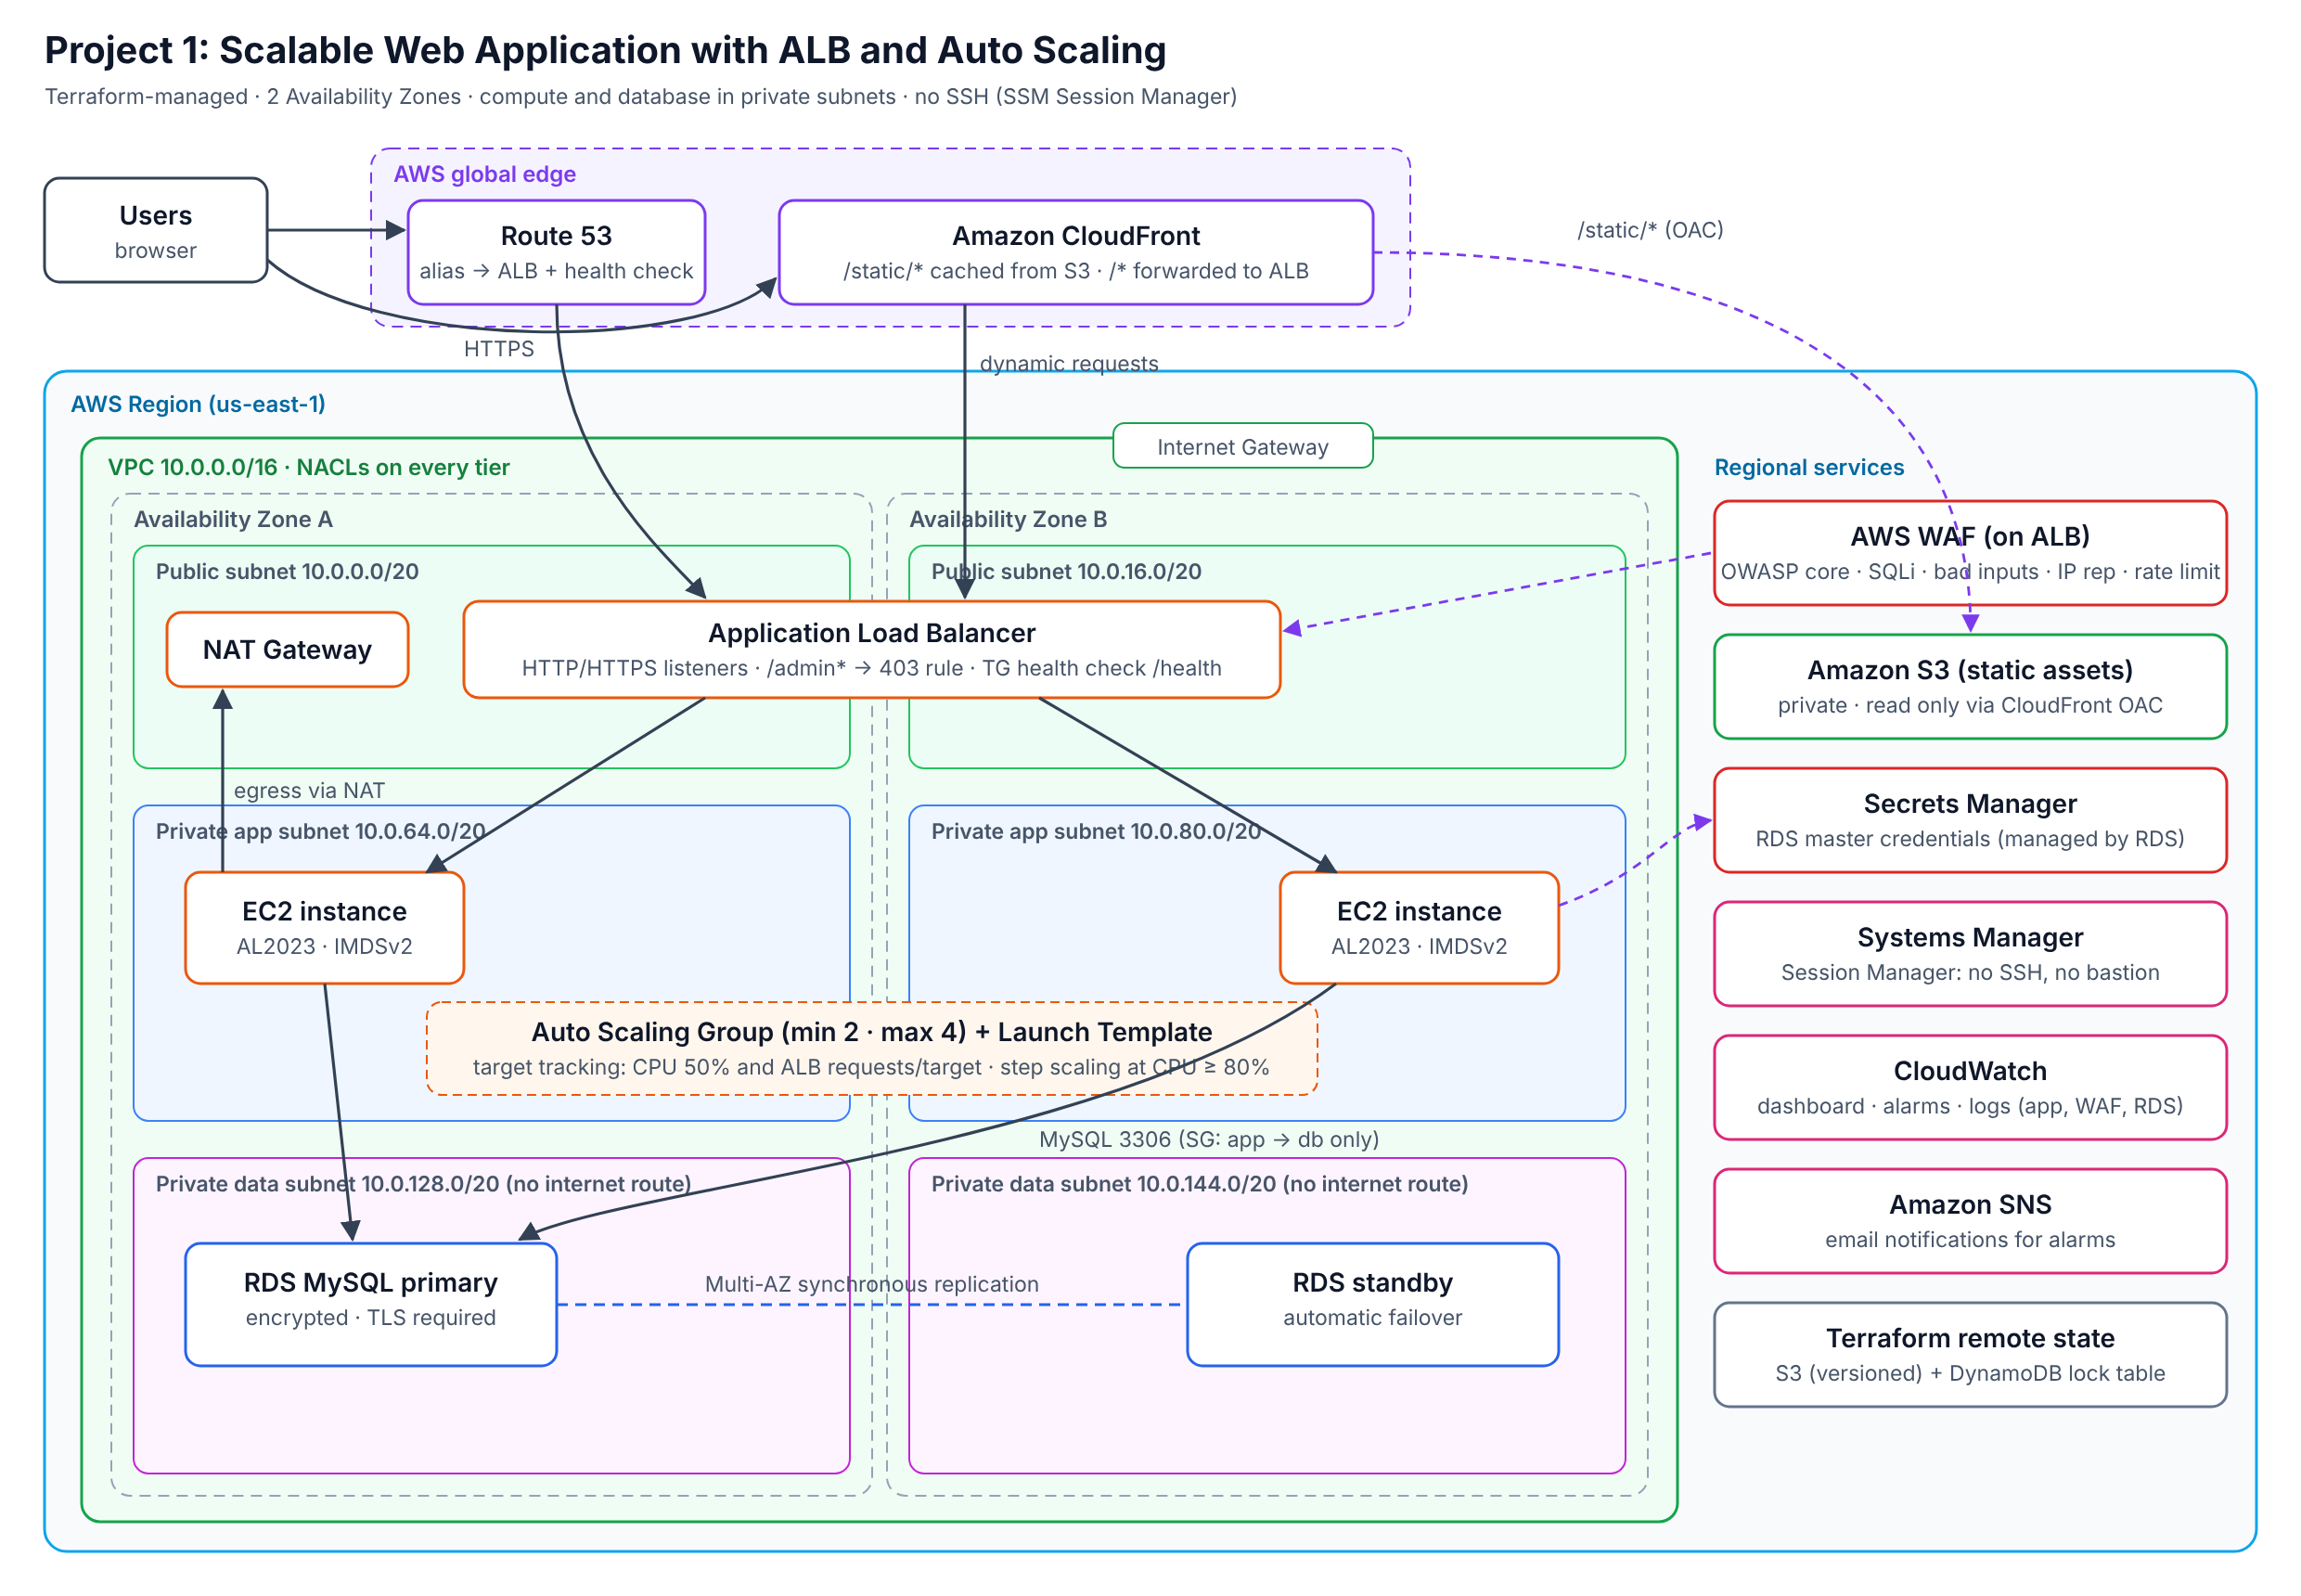 Project 1: Scalable Web Application with ALB and Auto Scaling
Terraform-managed · 2 Availability Zones · compute and database in private subnets · no SSH (SSM Session Manager)
AWS global edge
Users
browser
Route 53
alias → ALB + health check
Amazon CloudFront
/static/* cached from S3 · /* forwarded to ALB
/static/* (OAC)
HTTPS
dynamic requests
AWS Region (us-east-1)
Internet Gateway
VPC 10.0.0.0/16 · NACLs on every tier
Regional services
Availability Zone A
Availability Zone B
Public subnet 10.0.0.0/20
Public subnet 10.0.16.0/20
NAT Gateway
Application Load Balancer
HTTP/HTTPS listeners · /admin* → 403 rule · TG health check /health
egress via NAT
Private app subnet 10.0.64.0/20
Private app subnet 10.0.80.0/20
EC2 instance
AL2023 · IMDSv2
EC2 instance
AL2023 · IMDSv2
Auto Scaling Group (min 2 · max 4) + Launch Template
target tracking: CPU 50% and ALB requests/target · step scaling at CPU ≥ 80%
MySQL 3306 (SG: app → db only)
Private data subnet 10.0.128.0/20 (no internet route)
Private data subnet 10.0.144.0/20 (no internet route)
RDS MySQL primary
encrypted · TLS required
Multi-AZ synchronous replication
RDS standby
automatic failover
AWS WAF (on ALB)
OWASP core · SQLi · bad inputs · IP rep · rate limit
Amazon S3 (static assets)
private · read only via CloudFront OAC
Secrets Manager
RDS master credentials (managed by RDS)
Systems Manager
Session Manager: no SSH, no bastion
CloudWatch
dashboard · alarms · logs (app, WAF, RDS)
Amazon SNS
email notifications for alarms
Terraform remote state
S3 (versioned) + DynamoDB lock table